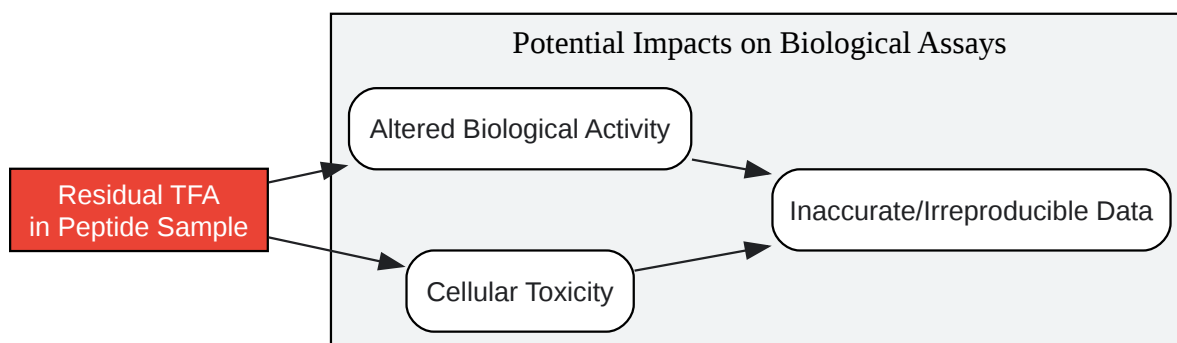 Potential Impacts on Biological Assays
Altered Biological Activity
Residual TFA
in Peptide Sample
Inaccurate/Irreproducible Data
Cellular Toxicity